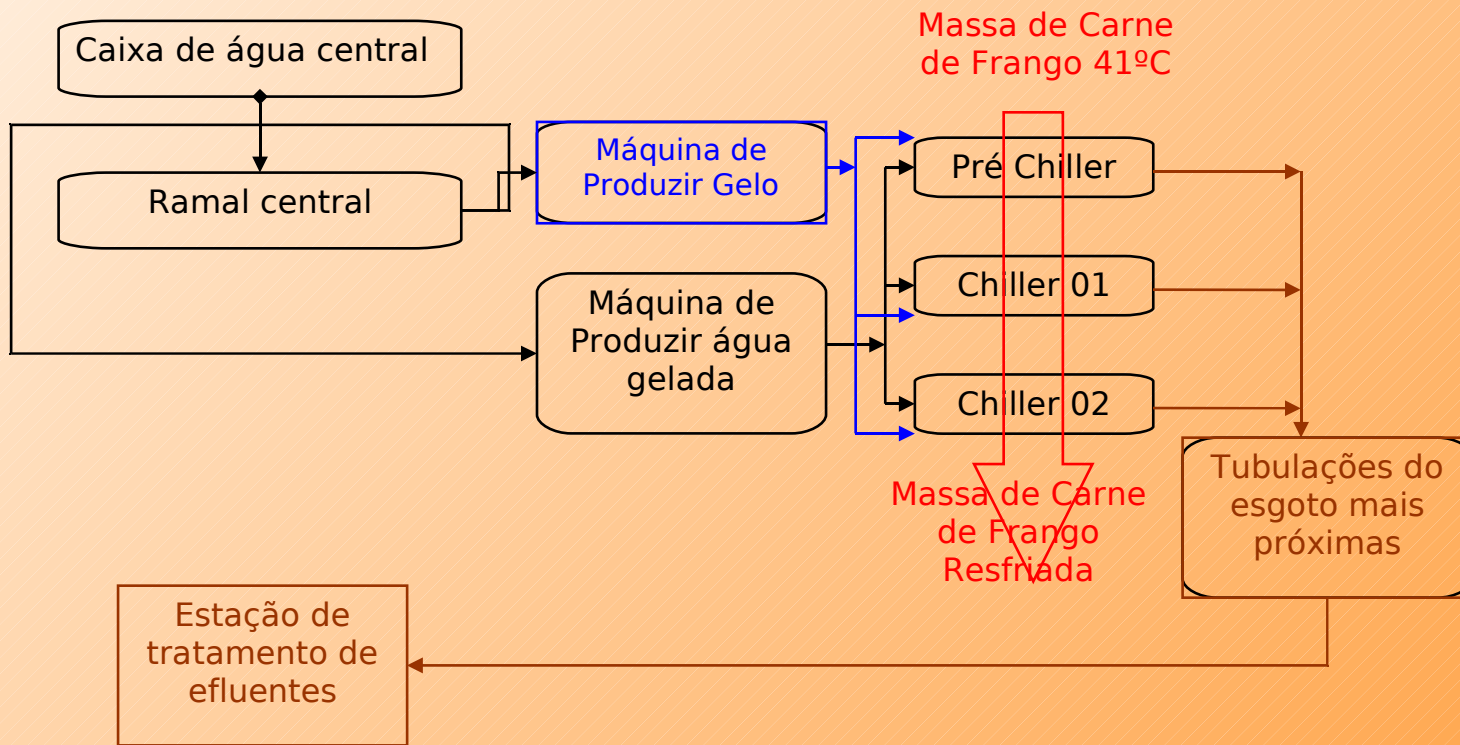 Caixa de água central
Ramal central
Máquina de
Produzir Gelo
Máquina de
Produzir água
gelada
Massa de Carne
de Frango 41ºC
Pré Chiller
Chiller 01
Chiller 02
Massa de Carne
de Frango
Resfriada
Tubulações do
esgoto mais
próximas
Estação de
tratamento de
efluentes